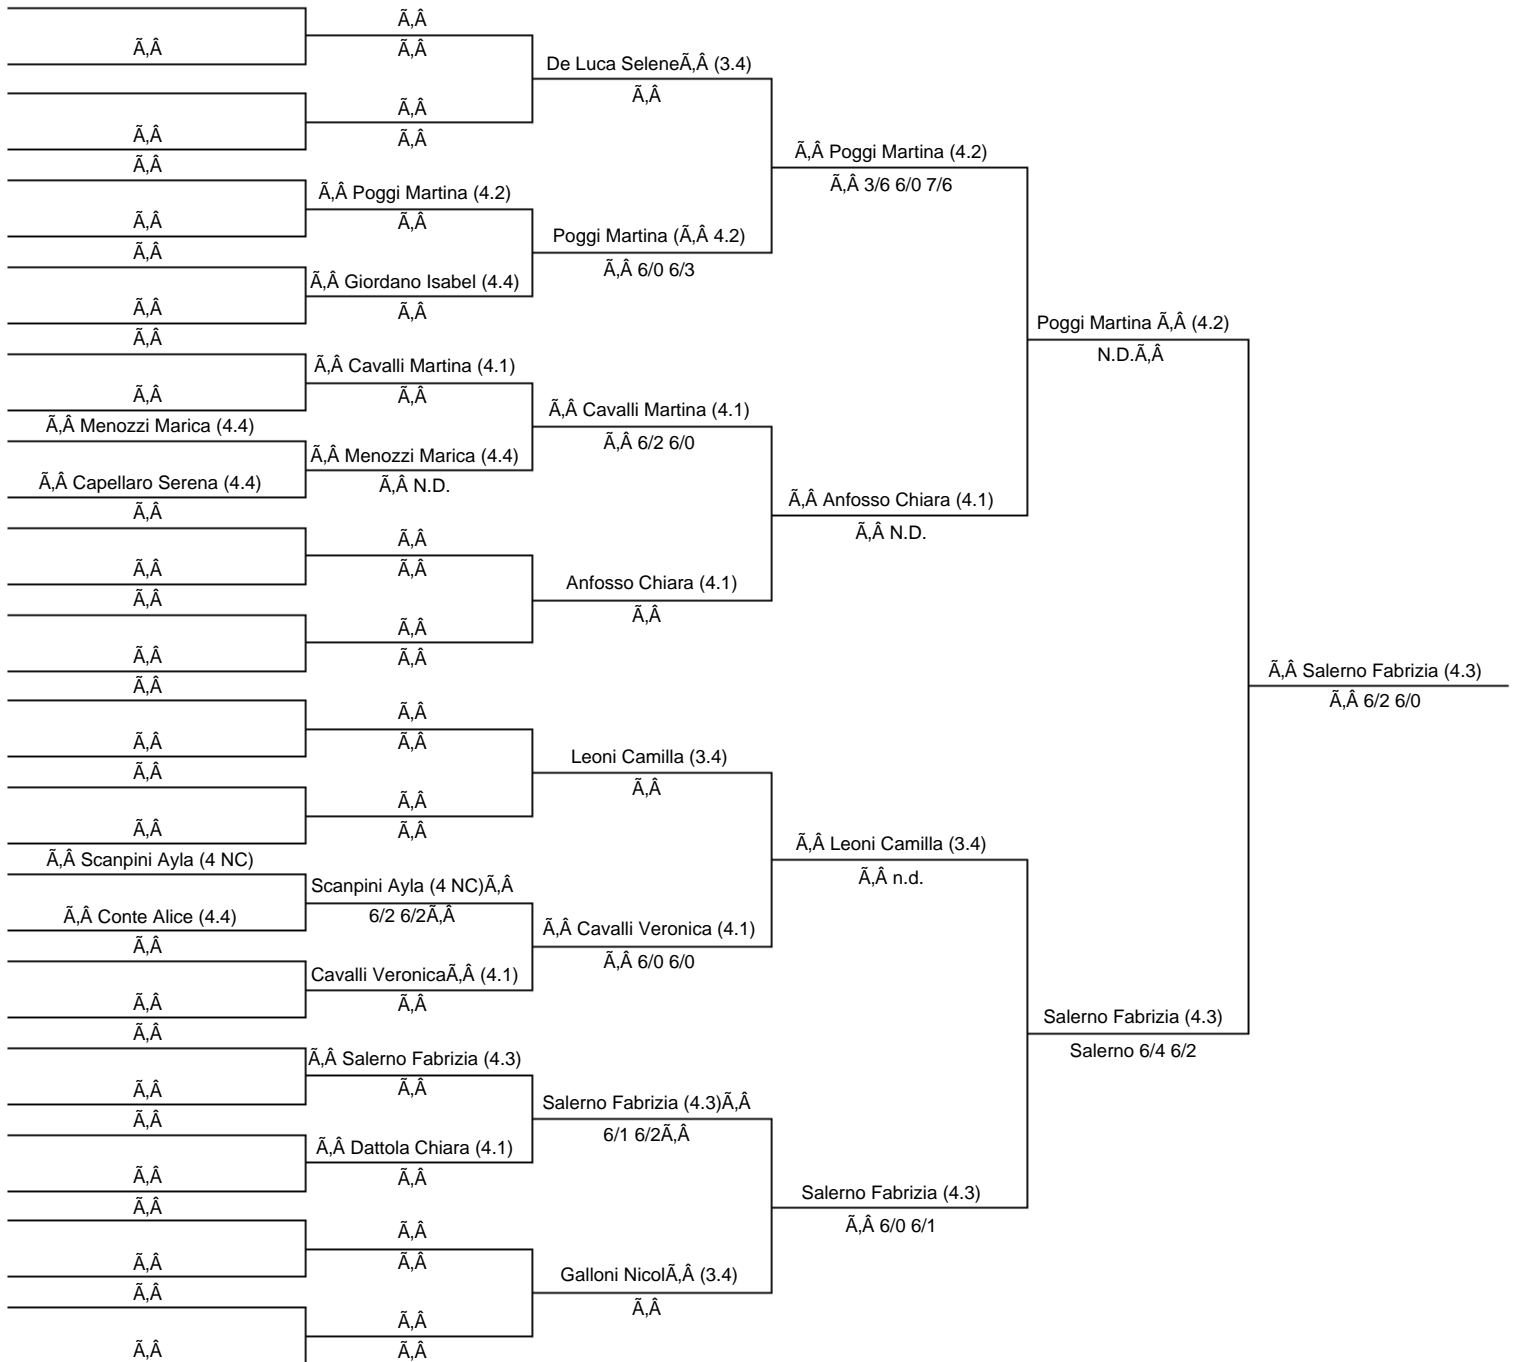 Ã,Â
Ã,Â
Ã,Â
Ã,Â
Ã,Â
Ã,Â
Ã,Â
Ã,Â
Ã,Â Menozzi Marica (4.4)
Ã,Â Capellaro Serena (4.4)
Ã,Â
Ã,Â
Ã,Â
Ã,Â
Ã,Â
Ã,Â
Ã,Â
Ã,Â
Ã,Â Scanpini Ayla (4 NC)
Ã,Â Conte Alice (4.4)
Ã,Â
Ã,Â
Ã,Â
Ã,Â
Ã,Â
Ã,Â
Ã,Â
Ã,Â
Ã,Â
Ã,Â
Ã,Â
Ã,Â
Ã,Â
Ã,Â
Ã,Â Poggi Martina (4.2)
Ã,Â
Ã,Â Giordano Isabel (4.4)
Ã,Â
Ã,Â Cavalli Martina (4.1)
Ã,Â
Ã,Â Menozzi Marica (4.4)
Ã,Â N.D.
Ã,Â
Ã,Â
Ã,Â
Ã,Â
Ã,Â
Ã,Â
Ã,Â
Ã,Â
Scanpini Ayla (4 NC)Ã,Â
6/2 6/2Ã,Â
Cavalli VeronicaÃ,Â (4.1)
Ã,Â
Ã,Â Salerno Fabrizia (4.3)
Ã,Â
Ã,Â Dattola Chiara (4.1)
Ã,Â
Ã,Â
Ã,Â
Ã,Â
Ã,Â
De Luca SeleneÃ,Â (3.4)
Ã,Â
Poggi Martina (Ã,Â 4.2)
Ã,Â 6/0 6/3
Ã,Â Cavalli Martina (4.1)
Ã,Â 6/2 6/0
Anfosso Chiara (4.1)
Ã,Â
Leoni Camilla (3.4)
Ã,Â
Ã,Â Cavalli Veronica (4.1)
Ã,Â 6/0 6/0
Salerno Fabrizia (4.3)Ã,Â
6/1 6/2Ã,Â
Galloni NicolÃ,Â (3.4)
Ã,Â
Ã,Â Poggi Martina (4.2)
Ã,Â 3/6 6/0 7/6
Ã,Â Anfosso Chiara (4.1)
Ã,Â N.D.
Ã,Â Leoni Camilla (3.4)
Ã,Â n.d.
Salerno Fabrizia (4.3)
Ã,Â 6/0 6/1
Poggi Martina Ã,Â (4.2)
N.D.Ã,Â
Salerno Fabrizia (4.3)
Salerno 6/4 6/2
Ã,Â Salerno Fabrizia (4.3)
Ã,Â 6/2 6/0